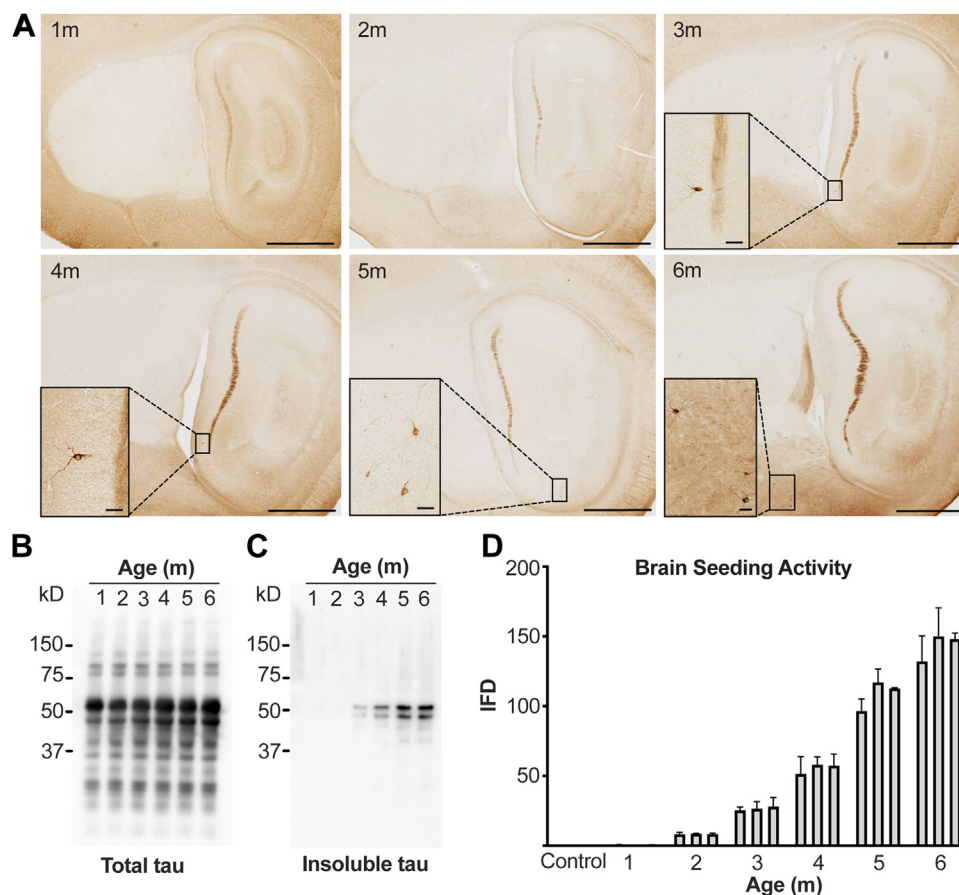 A
1m
2m
3m
4m
5m
6m
B
Age (m)
kD 1 2 3 4 5 6
150
75
50
37
Total tau
C
Age (m)
kD 1 2 3 4 5 6
150
75
50
37
Insoluble tau
D
Brain Seeding Activity
200
150
100
50
IFD
Control 1 2 3 4 5 6
Age (m)